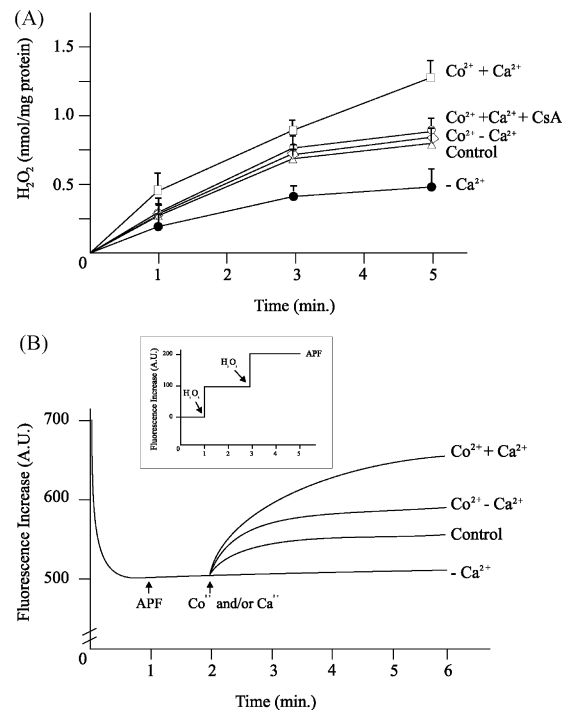 (A)
H₂O₂ (nmol/mg protein)
1.5
1.0
0.5
0
1 2 3 4 5
Time (min.)
Co²⁺ + Ca²⁺
Co²⁺ +Ca²⁺ + CsA
Co²⁺ - Ca²⁺
Control
- Ca²⁺
(B)
Fluorescence Increase (A.U.)
700
600
500
0
1 2 3 4 5 6
Time (min.)
APF
Co²⁺ and/or Ca²⁺
Co²⁺ + Ca²⁺
Co²⁺ - Ca²⁺
Control
- Ca²⁺
Fluorescence Increase (A.U.)
200
100
0
0 1 2 3 4 5
H₂O₂
H₂O₂
APF